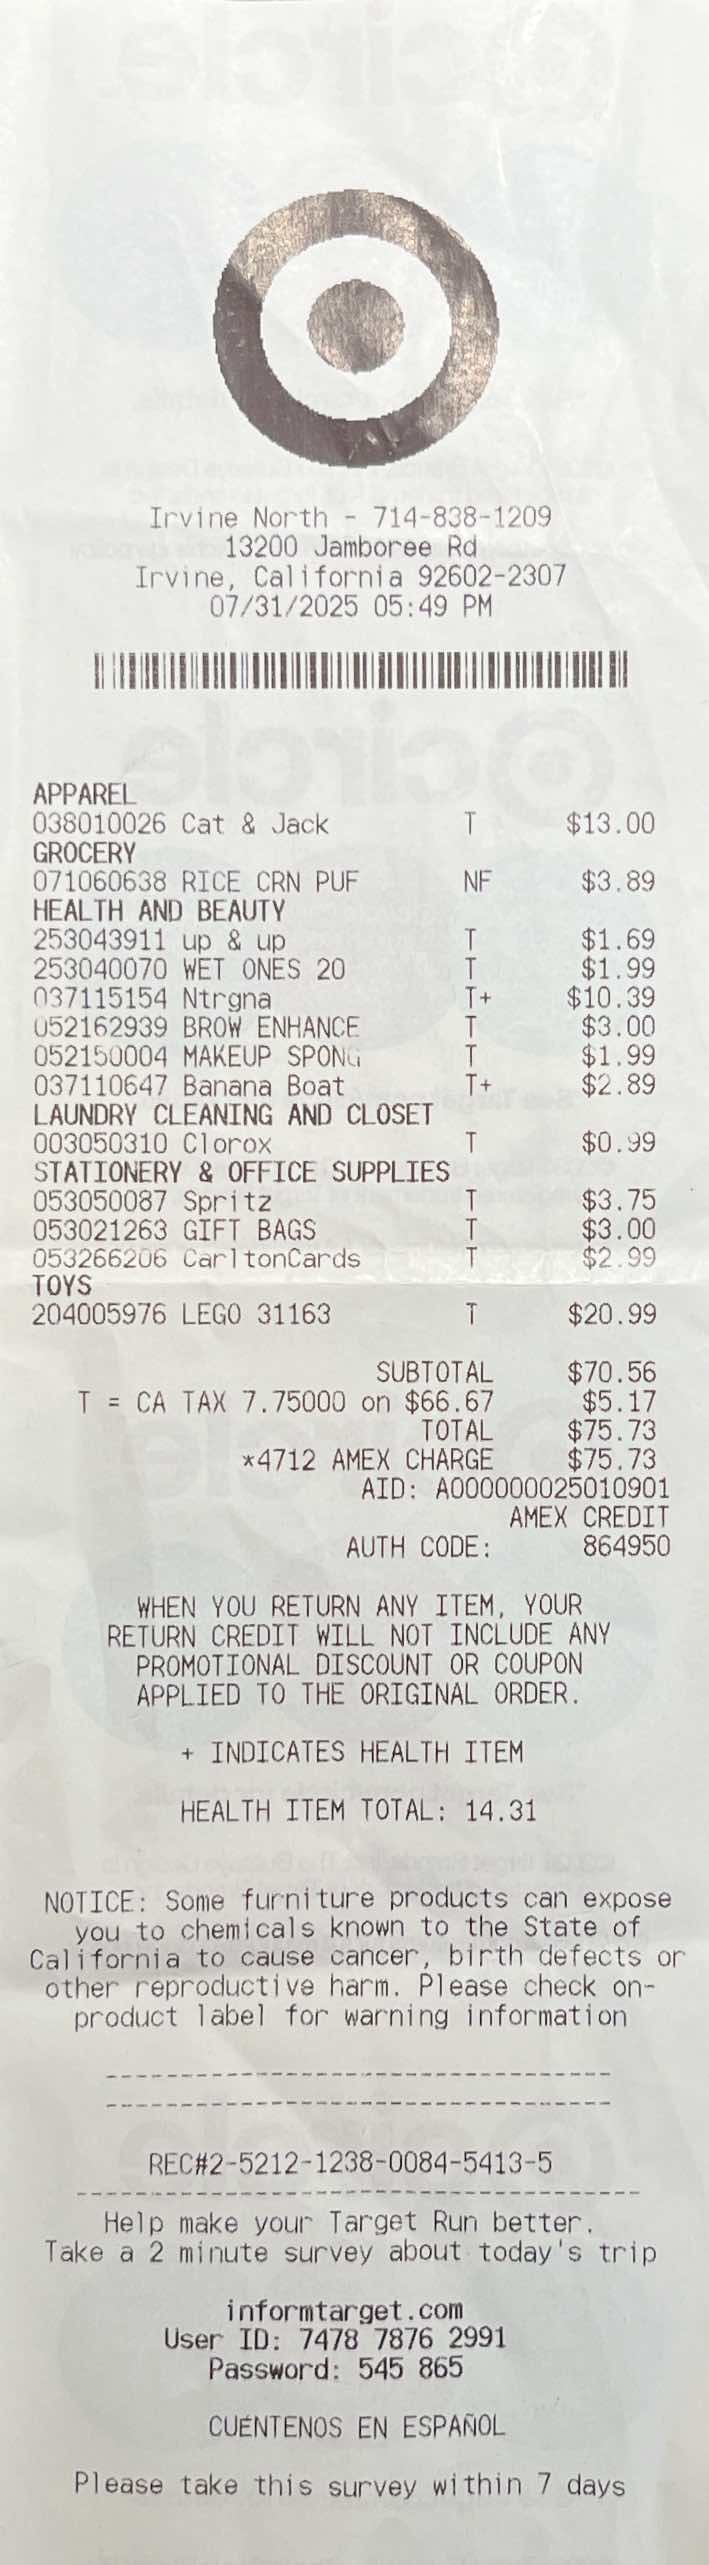 Irvine North - 714-838-1209
13200 Jamboree Rd
Irvine, California 92602-2307
07/31/2025 05:49 PM
APPAREL
038010026 Cat & Jack T $13.00
GROCERY
071060638 RICE CRN PUF NF $3.89
HEALTH AND BEAUTY
253043911 up & up T $1.69
253040070 WET ONES 20 T $1.99
037115154 Ntrgna T+ $10.39
052162939 BROW ENHANCE T $3.00
052150004 MAKEUP SPONG T $1.99
037110647 Banana Boat T+ $2.89
LAUNDRY CLEANING AND CLOSET
003050310 Clorox T $0.99
STATIONERY & OFFICE SUPPLIES
053050087 Spritz T $3.75
053021263 GIFT BAGS T $3.00
053266206 CarltonCards T $2.99
TOYS
204005976 LEGO 31163 T $20.99
SUBTOTAL $70.56
T = CA TAX 7.75000 on $66.67 $5.17
TOTAL $75.73
*4712 AMEX CHARGE $75.73
AID: A000000025010901
AMEX CREDIT
AUTH CODE: 864950
WHEN YOU RETURN ANY ITEM, YOUR
RETURN CREDIT WILL NOT INCLUDE ANY
PROMOTIONAL DISCOUNT OR COUPON
APPLIED TO THE ORIGINAL ORDER.
+ INDICATES HEALTH ITEM
HEALTH ITEM TOTAL: 14.31
NOTICE: Some furniture products can expose
you to chemicals known to the State of
California to cause cancer, birth defects or
other reproductive harm. Please check on-
product label for warning information
REC#2-5212-1238-0084-5413-5
Help make your Target Run better.
Take a 2 minute survey about today's trip
informtarget.com
User ID: 7478 7876 2991
Password: 545 865
CUÉNTENOS EN ESPAÑOL
Please take this survey within 7 days